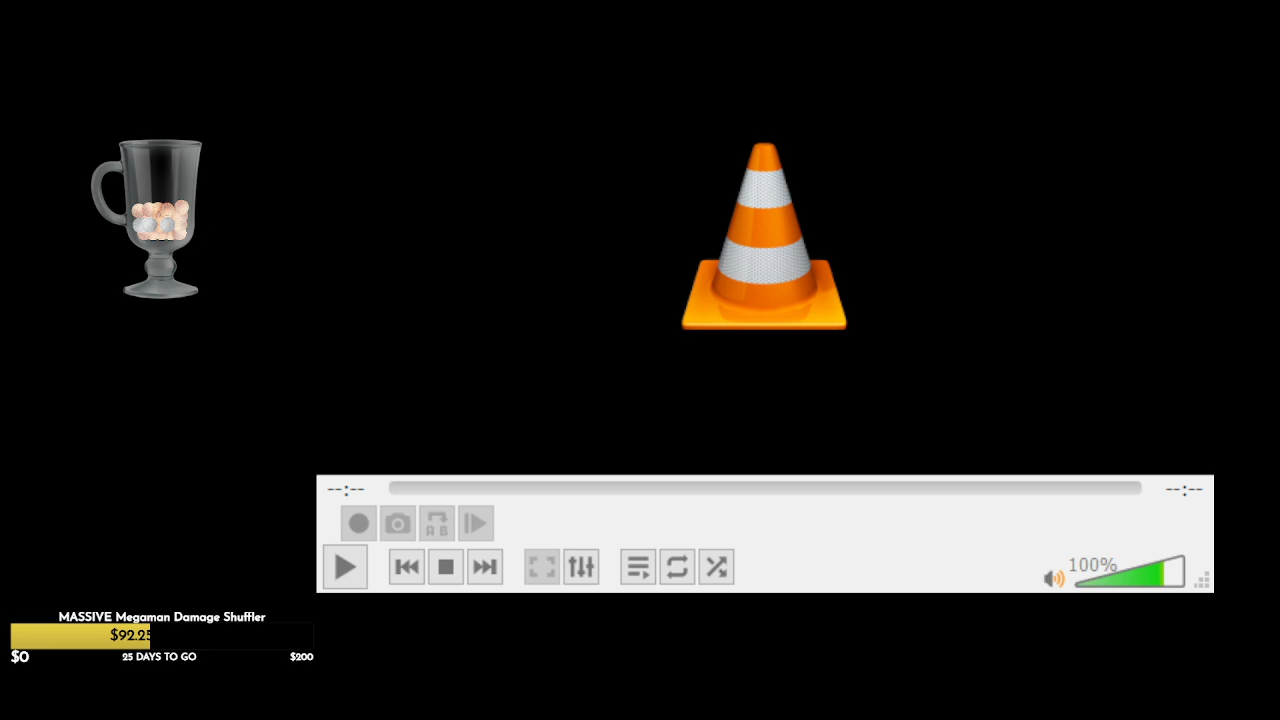 --:--
--:--
A B
100%
MASSIVE Megaman Damage Shuffler
$92.25
$0
25 DAYS TO GO
$200